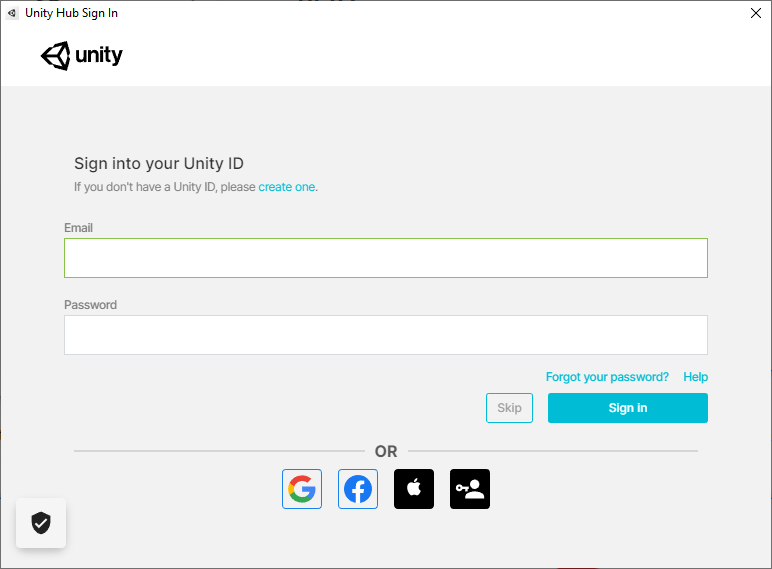 Unity Hub Sign In
unity
Sign into your Unity ID
If you don't have a Unity ID, please create one.
Email
Password
Forgot your password? Help
Skip Sign in
OR